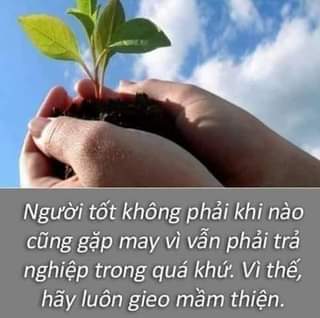 Người tốt không phải khi nào
cũng gặp may vì vẫn phải trả
nghiệp trong quá khứ. Vì thế,
hãy luôn gieo mầm thiện.